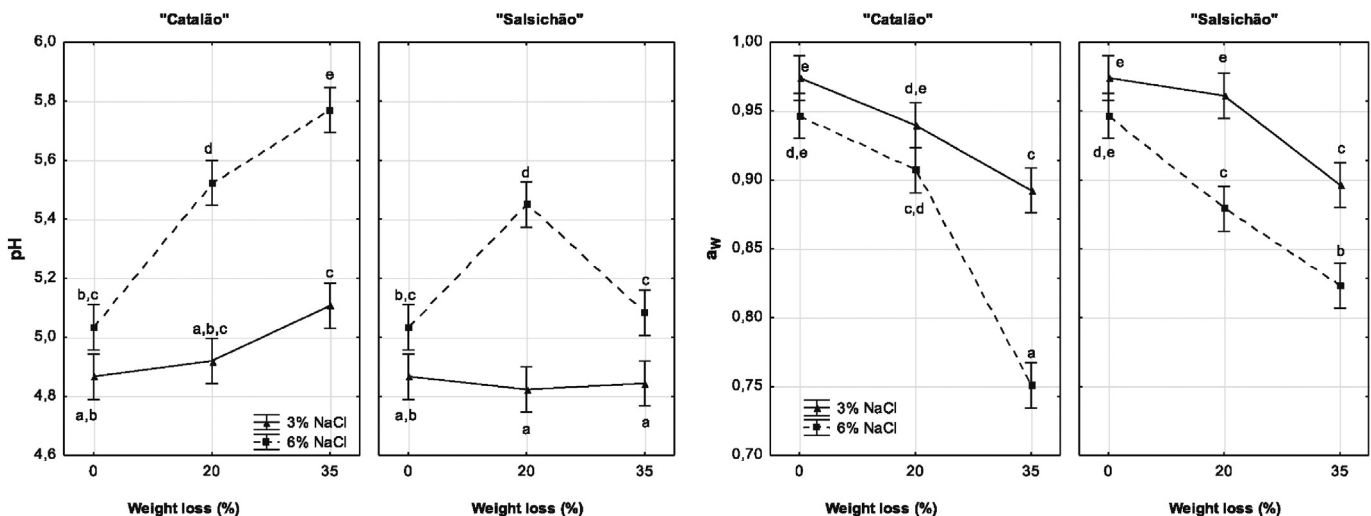 "Catalão"
"Salsichão"
6,0
5,8
5,6
5,4
5,2
5,0
4,8
4,6
pH
b,c
d
e
a,b
a,b,c
c
3% NaCl
6% NaCl
b,c
d
c
a,b
a
a
0 20 35
0 20 35
Weight loss (%)
Weight loss (%)
"Catalão"
"Salsichão"
1,00
0,95
0,90
0,85
0,80
0,75
0,70
aw
e
d,e
c
d,e
c,d
a
3% NaCl
6% NaCl
e
e
c
d,e
c
b
0 20 35
0 20 35
Weight loss (%)
Weight loss (%)